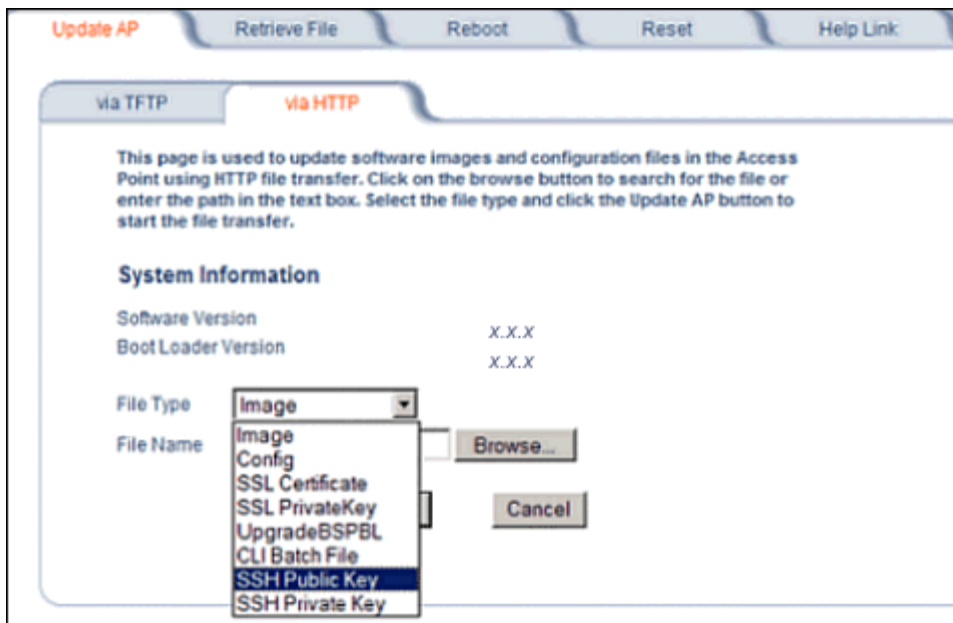 Update AP Retrieve File Reboot Reset Help Link
via TFTP via HTTP
This page is used to update software images and configuration files in the Access
Point using HTTP file transfer. Click on the browse button to search for the file or
enter the path in the text box. Select the file type and click the Update AP button to
start the file transfer.
System Information
Software Version x.x.x
Boot Loader Version x.x.x
File Type Image
File Name Browse...
Image
Config
SSL Certificate
SSL PrivateKey
UpgradeBSPBL
CLI Batch File
SSH Public Key
SSH Private Key
Cancel